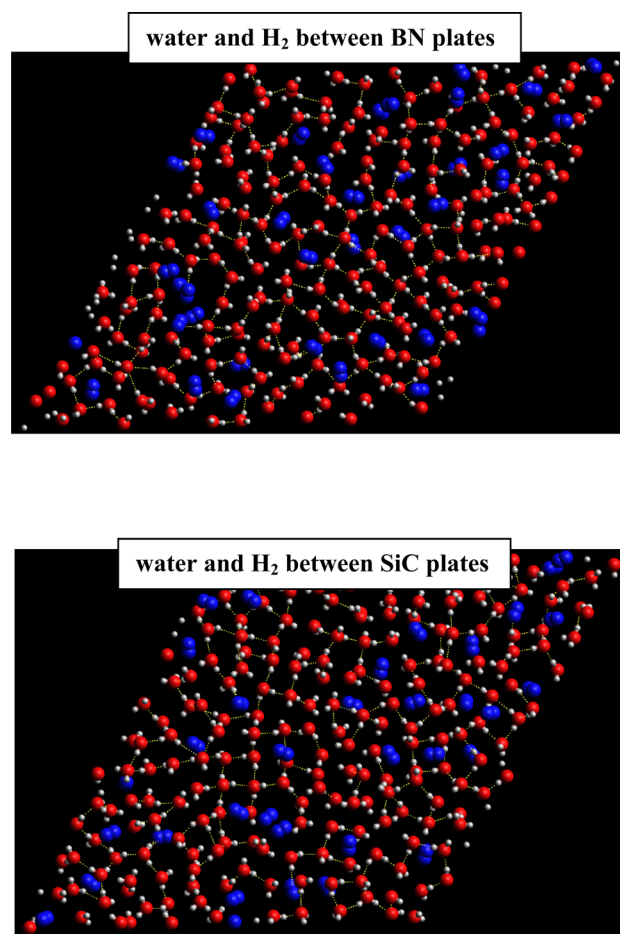 water and H₂ between BN plates
water and H₂ between SiC plates